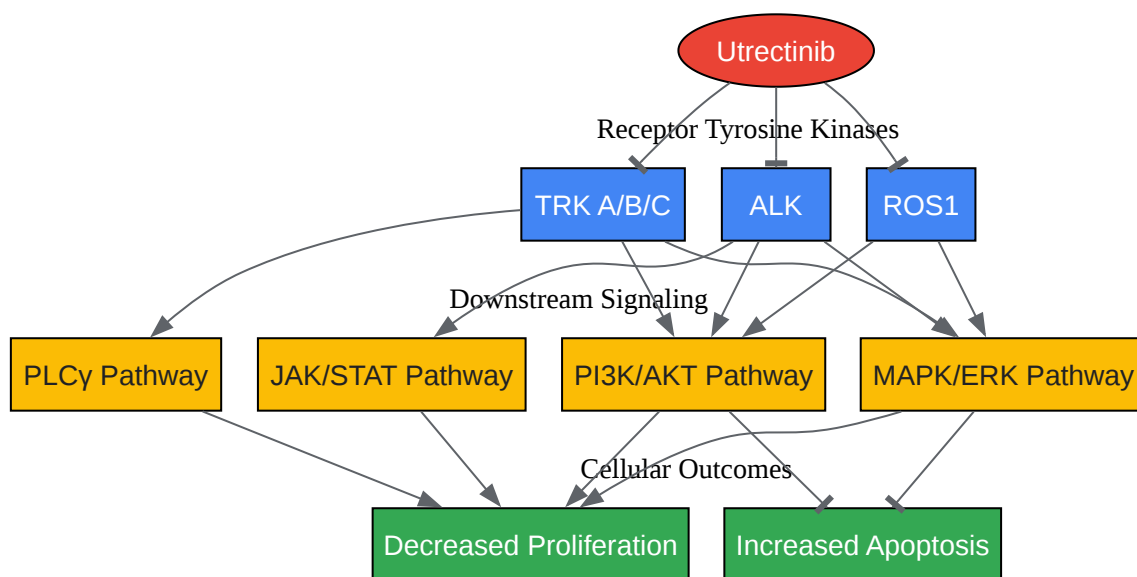 Utrectinib
Receptor Tyrosine Kinases
TRK A/B/C
ALK
ROS1
Downstream Signaling
PLCγ Pathway
JAK/STAT Pathway
PI3K/AKT Pathway
MAPK/ERK Pathway
Cellular Outcomes
Decreased Proliferation
Increased Apoptosis